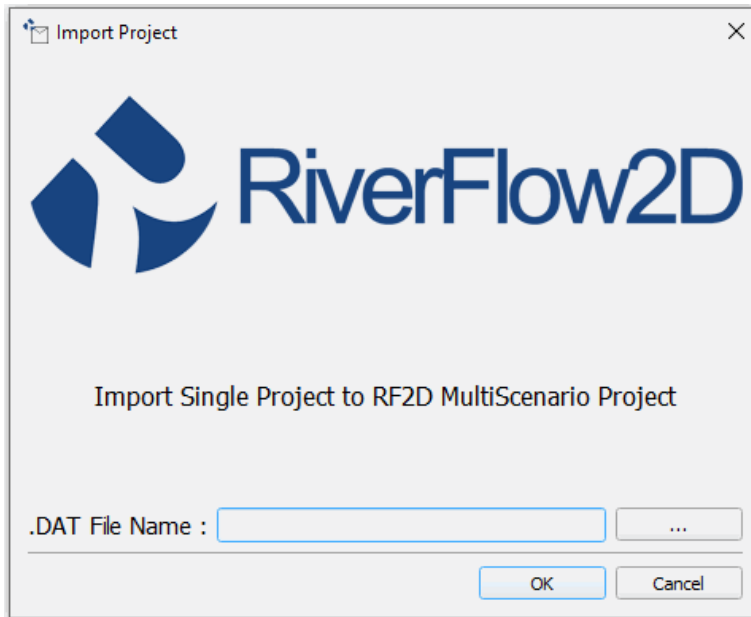 Import Project
RiverFlow2D
Import Single Project to RF2D MultiScenario Project
.DAT File Name :
...
OK
Cancel